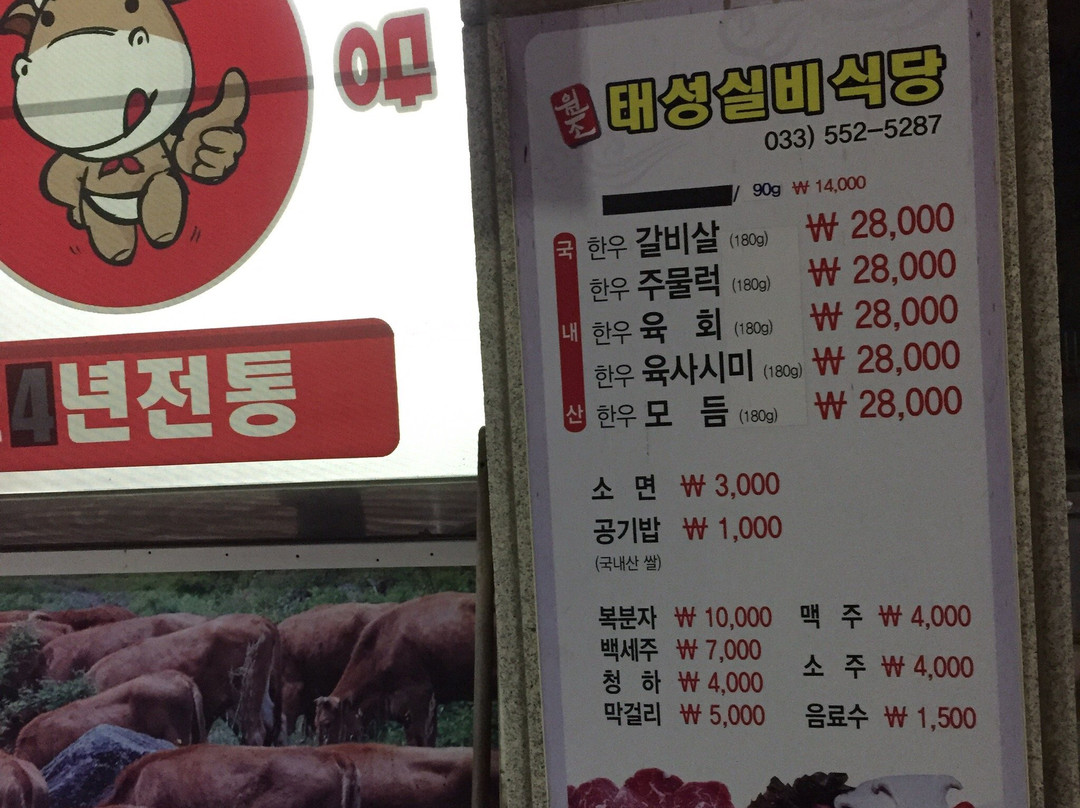 우
4년전통
원조 태성실비식당
033) 552-5287
/ 90g ₩ 14,000
국내산
한우 갈비살 (180g) ₩ 28,000
한우 주물럭 (180g) ₩ 28,000
한우 육 회 (180g) ₩ 28,000
한우 육사시미 (180g) ₩ 28,000
한우 모 듬 (180g) ₩ 28,000
소 면 ₩ 3,000
공기밥 ₩ 1,000
(국내산 쌀)
복분자 ₩ 10,000 맥 주 ₩ 4,000
백세주 ₩ 7,000
소 주 ₩ 4,000
청 하 ₩ 4,000
막걸리 ₩ 5,000 음료수 ₩ 1,500